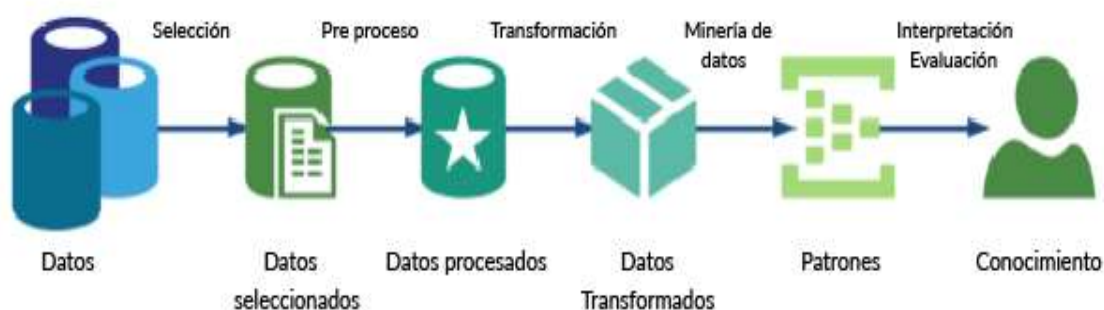 Selección
Pre proceso
Transformación
Minería de
datos
Interpretación
Evaluación
Datos
Datos
seleccionados
Datos procesados
Datos
Transformados
Patrones
Conocimiento